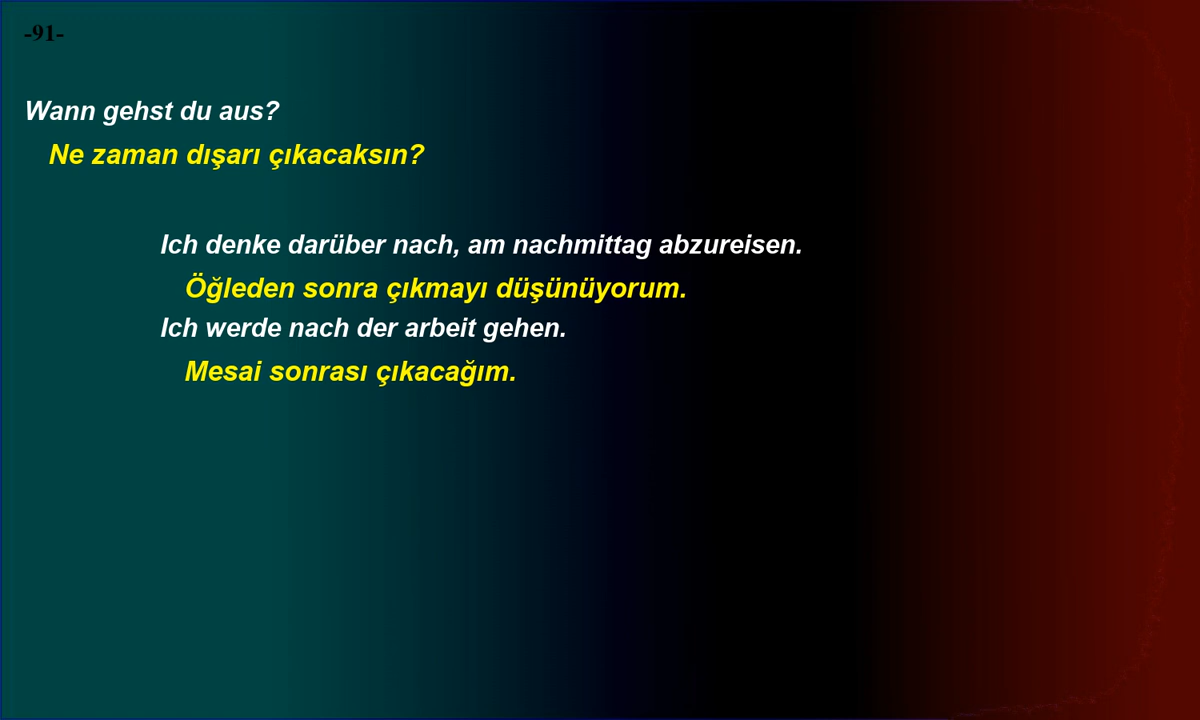 -91-
Wann gehst du aus?
Ne zaman dışarı çıkacaksın?
Ich denke darüber nach, am nachmittag abzureisen.
Öğleden sonra çıkmayı düşünüyorum.
Ich werde nach der arbeit gehen.
Mesai sonrası çıkacağım.